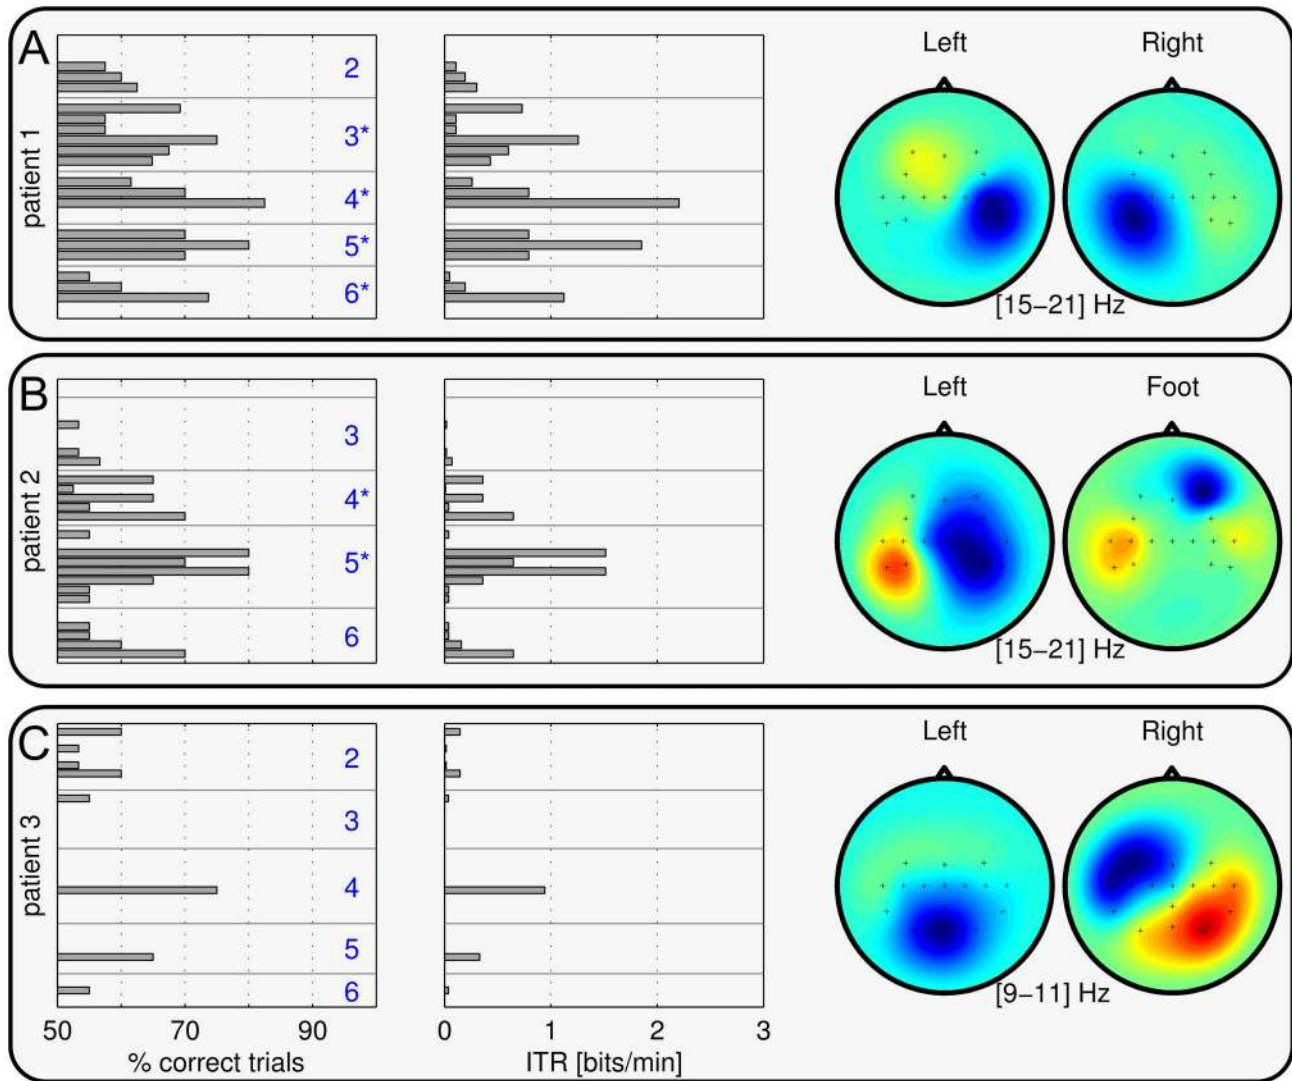 A
patient 1
2
3*
4*
5*
6*
Left Right
[15−21] Hz
B
patient 2
3
4*
5*
6
Left Foot
[15−21] Hz
C
patient 3
2
3
4
5
6
50 70 90
% correct trials
0 1 2 3
ITR [bits/min]
Left Right
[9−11] Hz